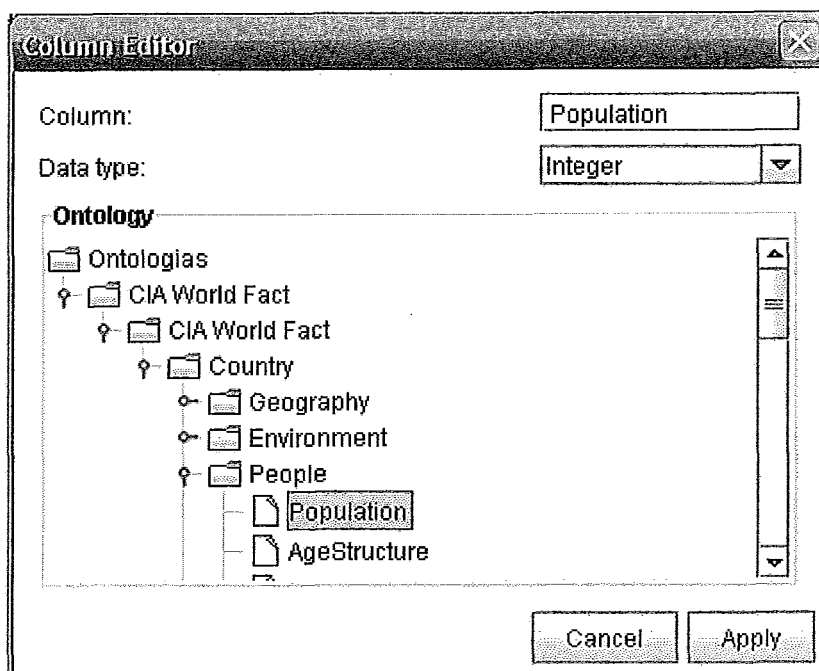 Column Editor
Column:
Population
Data type:
Integer
Ontology
Ontologias
CIA World Fact
CIA World Fact
Country
Geography
Environment
People
Population
AgeStructure
Cancel
Apply